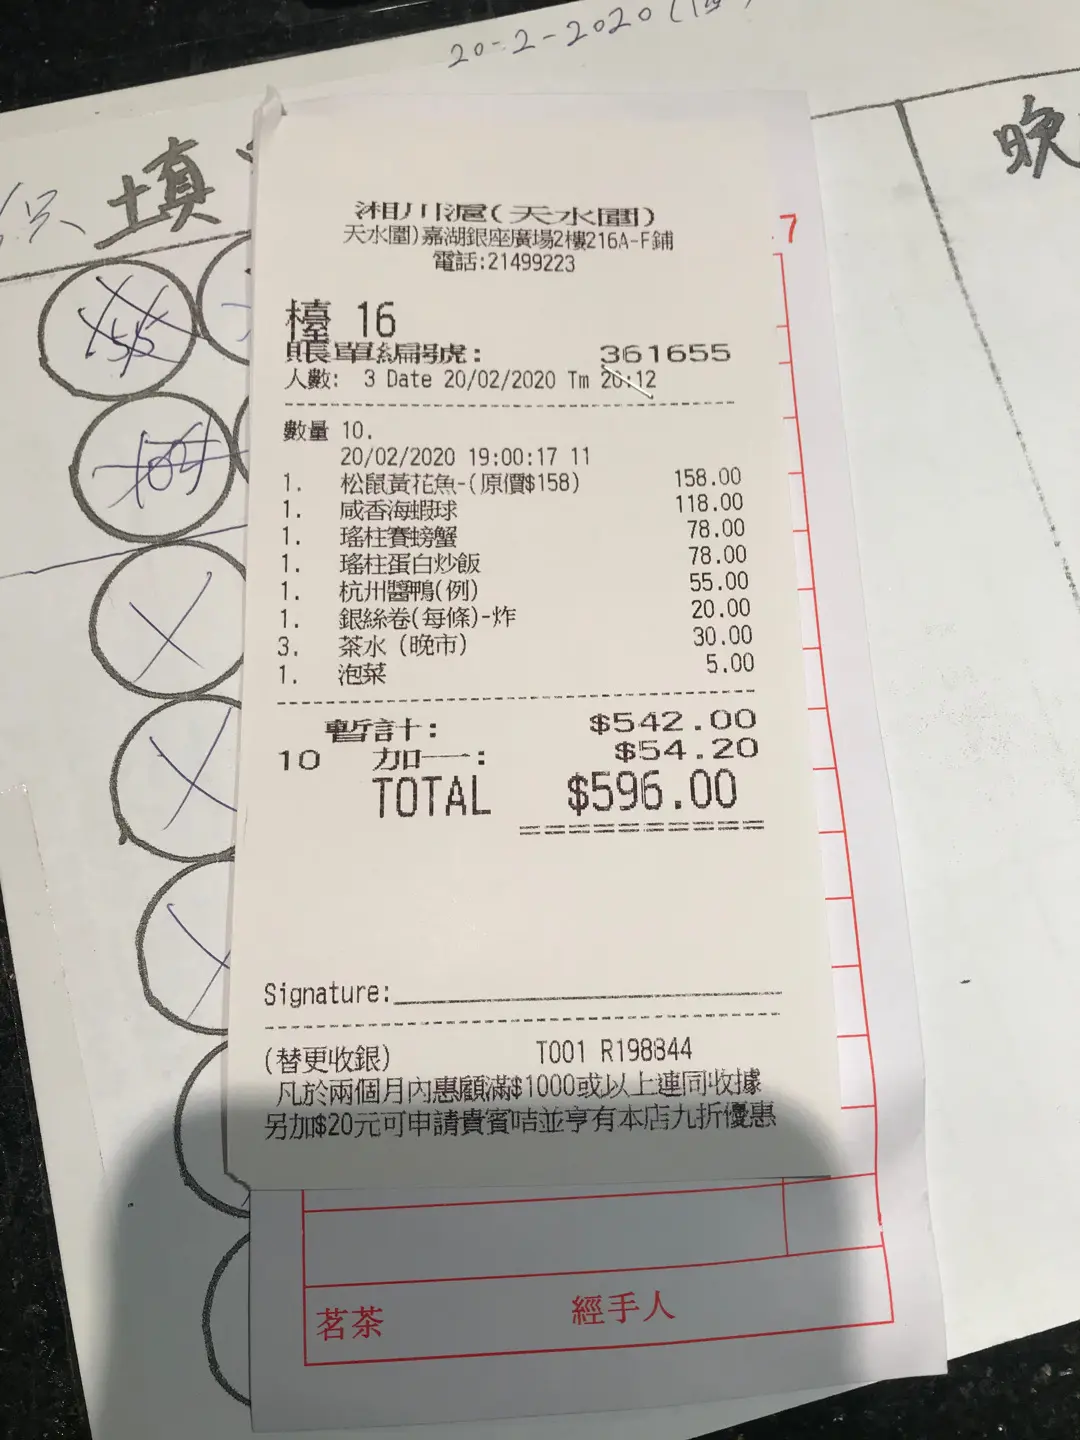 20-2-2020
填
晚
155
104
7
湘川滬(天水圍)
天水圍)嘉湖銀座廣場2樓216A-F鋪
電話:21499223
檯 16
賬單編號: 361655
人數: 3 Date 20/02/2020 Tm 20:12
數量 10.
20/02/2020 19:00:17 11
1. 松鼠黃花魚-(原價$158) 158.00
1. 咸香海蝦球 118.00
1. 瑤柱賽螃蟹 78.00
1. 瑤柱蛋白炒飯 78.00
1. 杭州醬鴨(例) 55.00
1. 銀絲卷(每條)-炸 20.00
3. 茶水 (晚市) 30.00
1. 泡菜 5.00
暫計: $542.00
10 加一: $54.20
TOTAL $596.00
Signature:
(替更收銀) T001 R198844
凡於兩個月內惠顧滿$1000或以上連同收據
另加$20元可申請貴賓咭並亨有本店九折優惠
茗茶 經手人